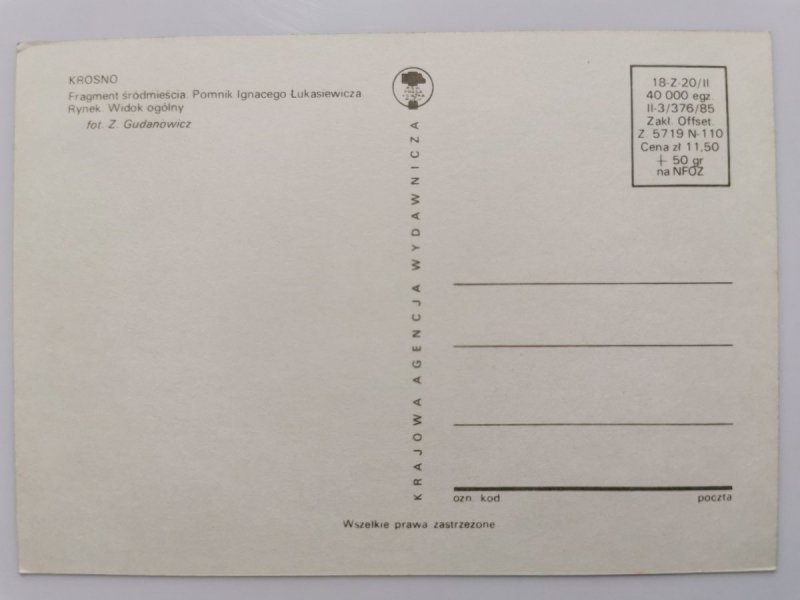 KROSNO
Fragment śródmieścia. Pomnik Ignacego Łukasiewicza.
Rynek. Widok ogólny
fot. Z. Gudanowicz
KRAJOWA AGENCJA WYDAWNICZA
18-Z-20/II
40 000 egz.
II-3/376/85
Zakł. Offset.
Z. 5719 N-110
Cena zł 11,50
+ 50 gr
na NFOZ
ozn. kod
poczta
Wszelkie prawa zastrzeżone